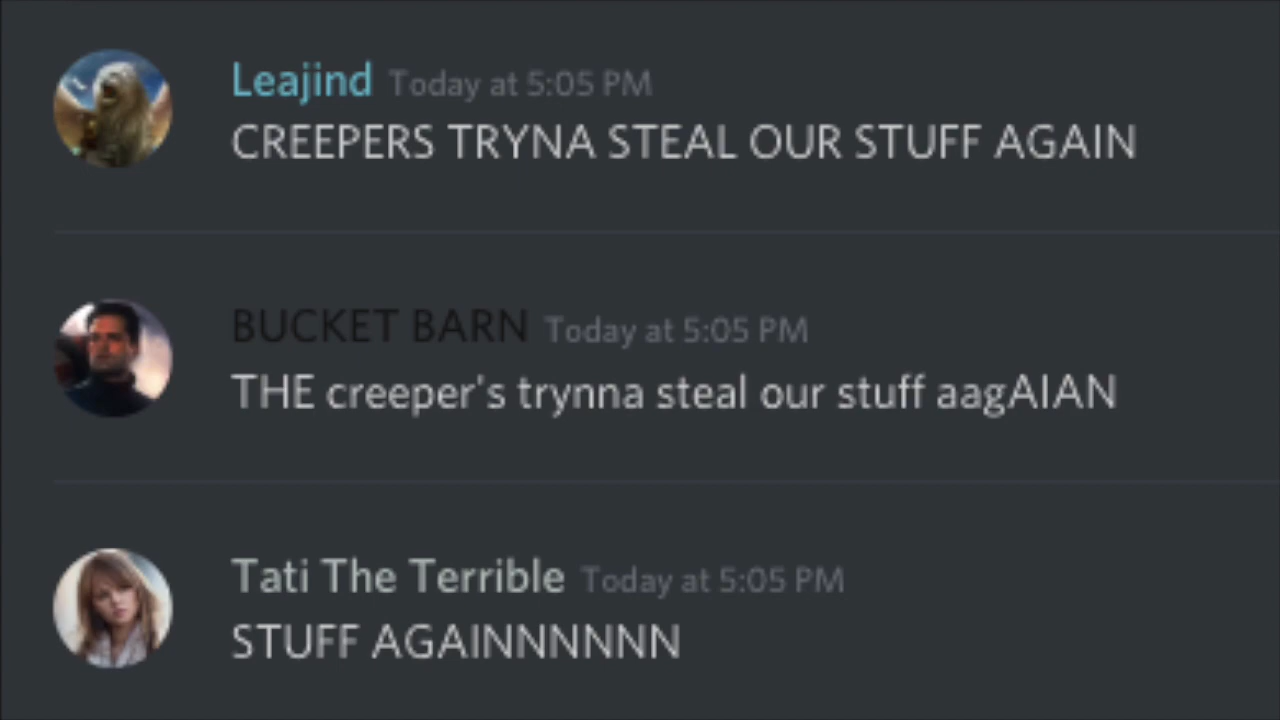 Leajind Today at 5:05 PM
CREEPERS TRYNA STEAL OUR STUFF AGAIN
BUCKET BARN Today at 5:05 PM
THE creeper's trynna steal our stuff aagAIAN
Tati The Terrible Today at 5:05 PM
STUFF AGAINNNNNN